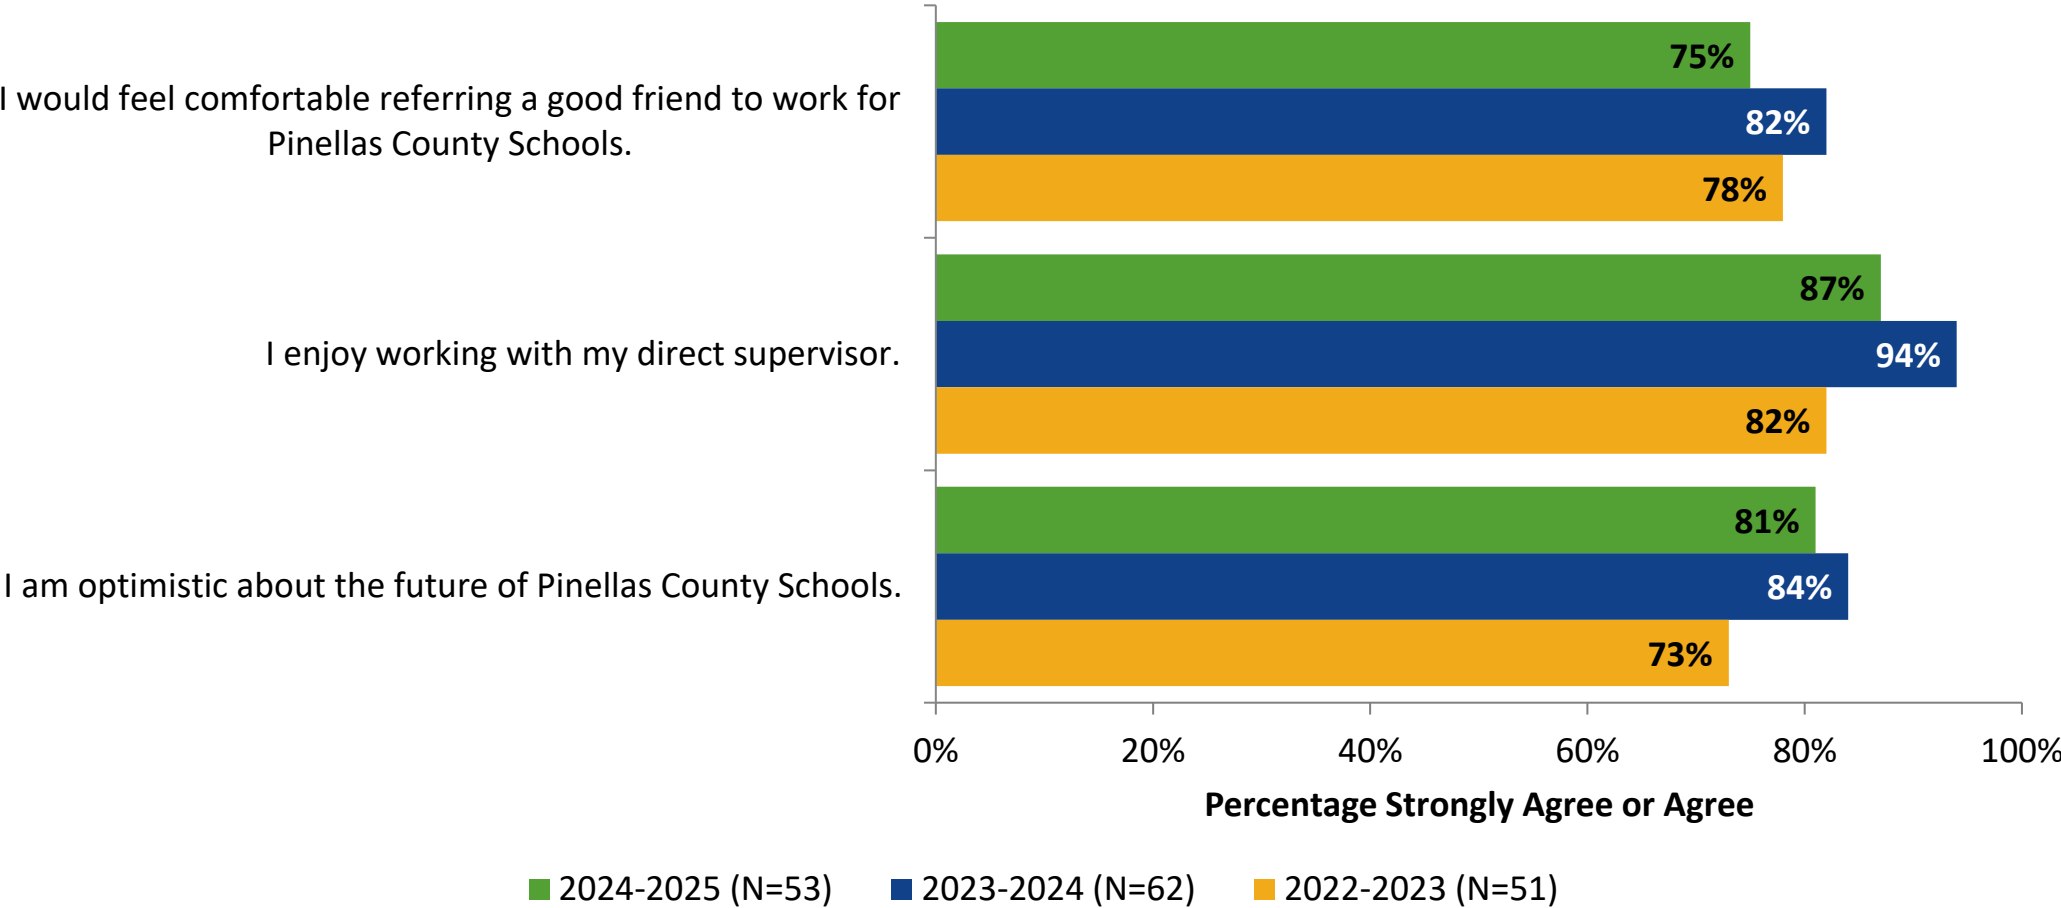 75%
I would feel comfortable referring a good friend to work for
82%
Pinellas County Schools.
78%
87%
I enjoy working with my direct supervisor.
94%
82%
81%
I am optimistic about the future of Pinellas County Schools.
84%
73%
0% 20% 40% 60% 80% 100%
Percentage Strongly Agree or Agree
2024-2025 (N=53) 2023-2024 (N=62) 2022-2023 (N=51)